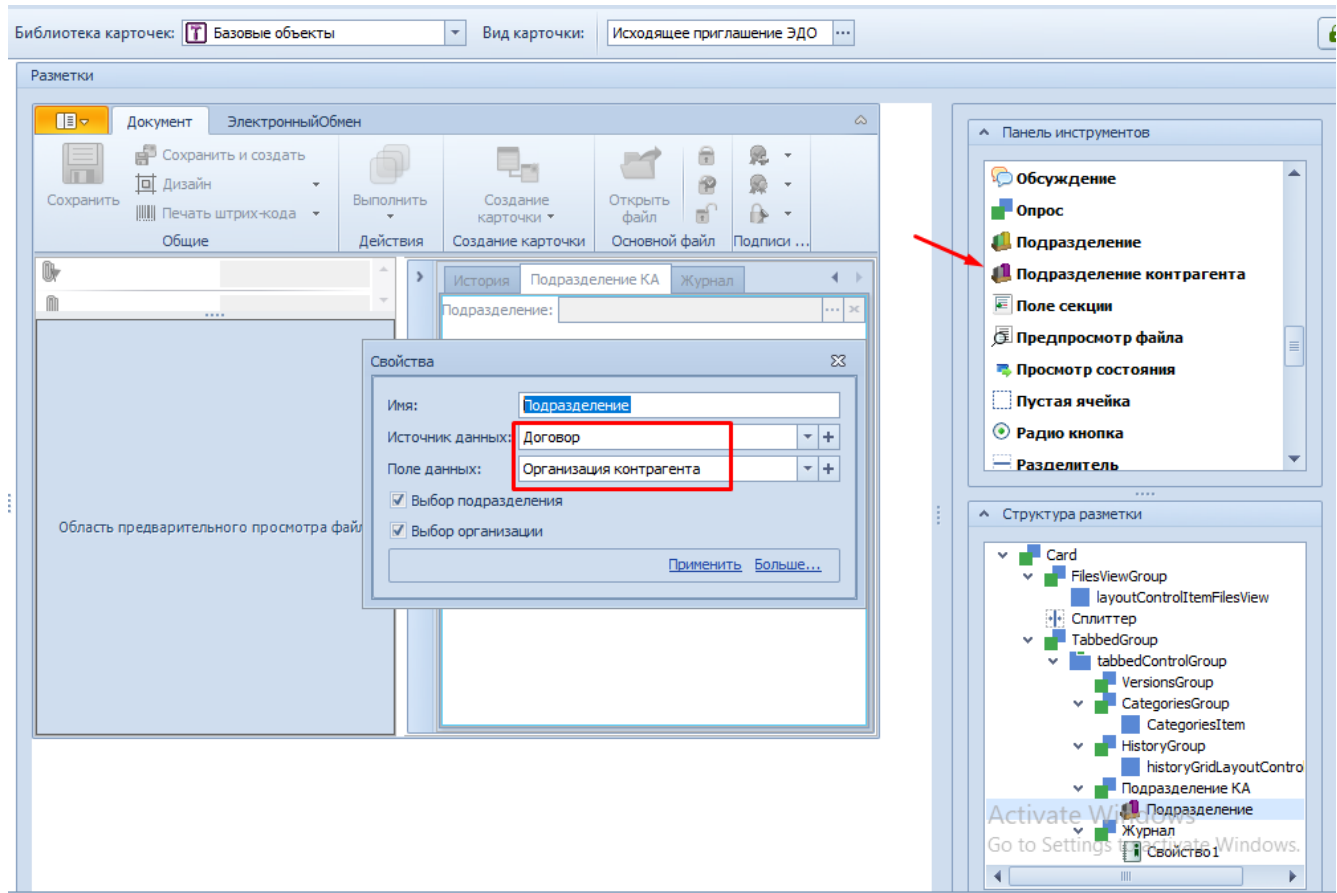 Библиотека карточек: Базовые объекты Вид карточки: Исходящее приглашение ЭДО ...
Разметки
Документ ЭлектронныйОбмен
Сохранить
Сохранить и создать
Дизайн
Печать штрих-кода
Общие
Выполнить
Действия
Создание
карточки
Создание карточки
Открыть
файл
Основной файл
Подписи ...
История Подразделение КА Журнал
Подразделение: ...
Область предварительного просмотра фай
Свойства
Имя: Подразделение
Источник данных: Договор
Поле данных: Организация контрагента
Выбор подразделения
Выбор организации
Применить Больше...
Панель инструментов
Обсуждение
Опрос
Подразделение
Подразделение контрагента
Поле секции
Предпросмотр файла
Просмотр состояния
Пустая ячейка
Радио кнопка
Разделитель
Структура разметки
Card
FilesViewGroup
layoutControlItemFilesView
Сплиттер
TabbedGroup
tabbedControlGroup
VersionsGroup
CategoriesGroup
CategoriesItem
HistoryGroup
historyGridLayoutContro
Подразделение КА
Подразделение
Журнал
Свойство1
Activate Windows
Go to Settings to activate Windows.